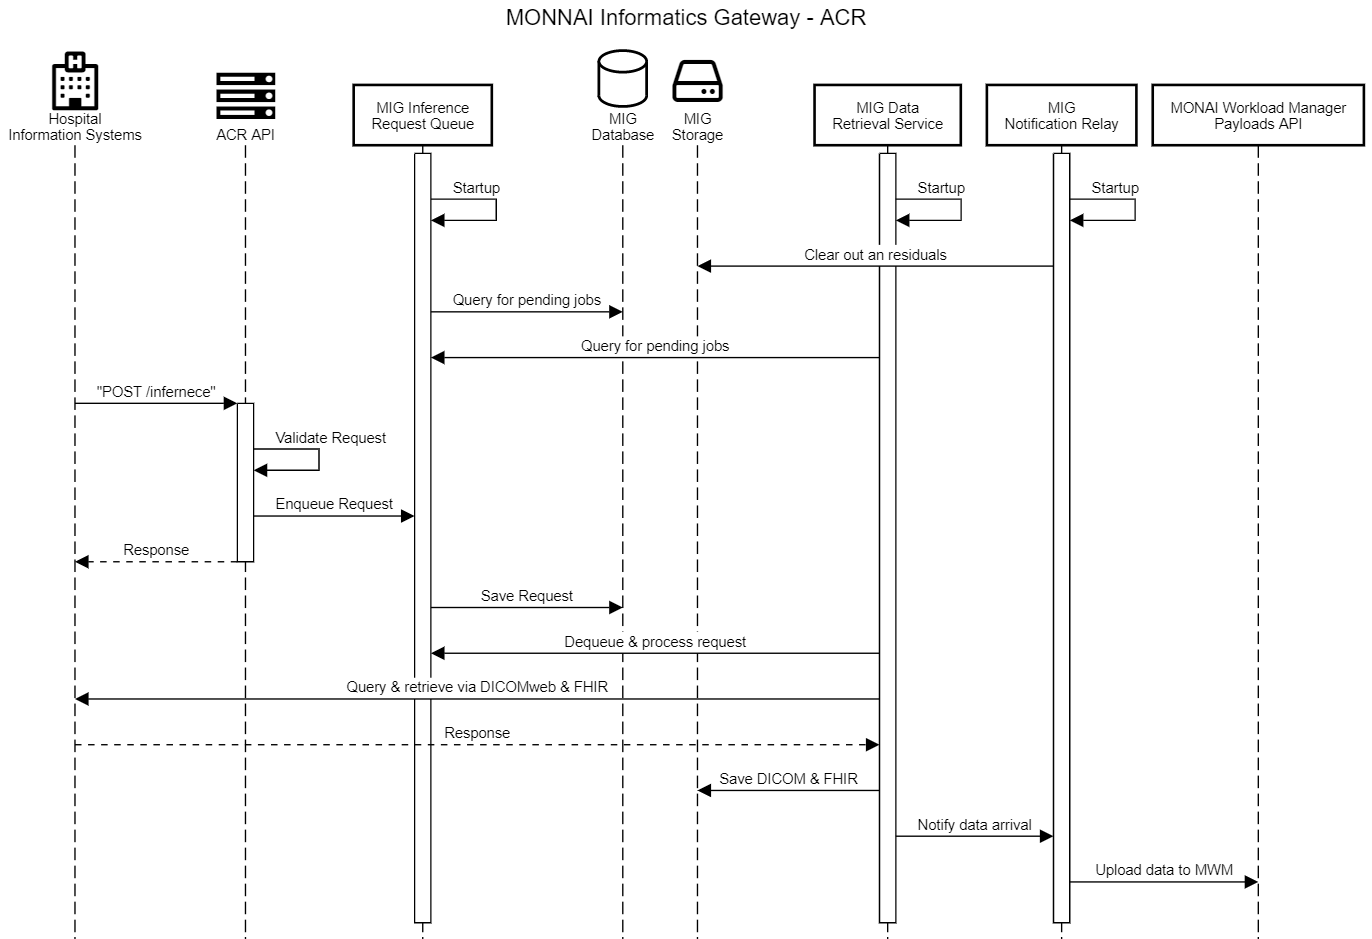 MONNAI Informatics Gateway - ACR
Hospital
Information Systems
ACR API
MIG Inference
Request Queue
MIG
Database
MIG
Storage
MIG Data
Retrieval Service
MIG
Notification Relay
MONAI Workload Manager
Payloads API
Startup
Startup
Startup
Clear out an residuals
Query for pending jobs
Query for pending jobs
"POST /infernece"
Validate Request
Enqueue Request
Response
Save Request
Dequeue & process request
Query & retrieve via DICOMweb & FHIR
Response
Save DICOM & FHIR
Notify data arrival
Upload data to MWM